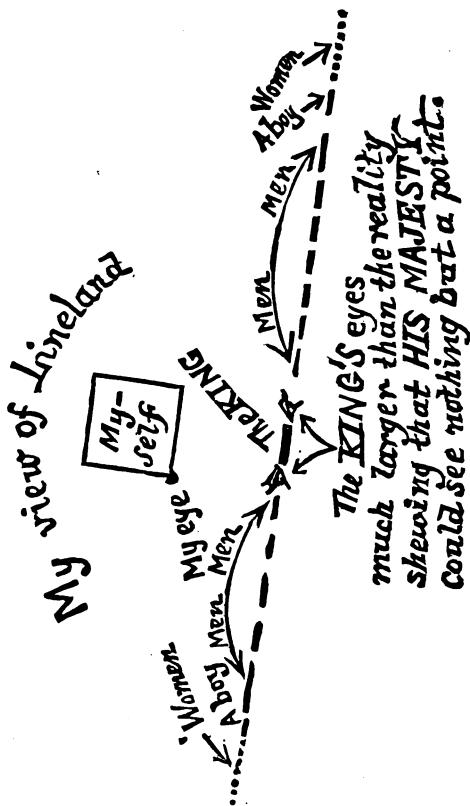 My view of Lineland
My-
self
My eye
The KING
Women
A boy
Men
Men
Men
Men
A boy
Women
The KING'S eyes
much larger than the reality
shewing that HIS MAJESTY
could see nothing but a point.